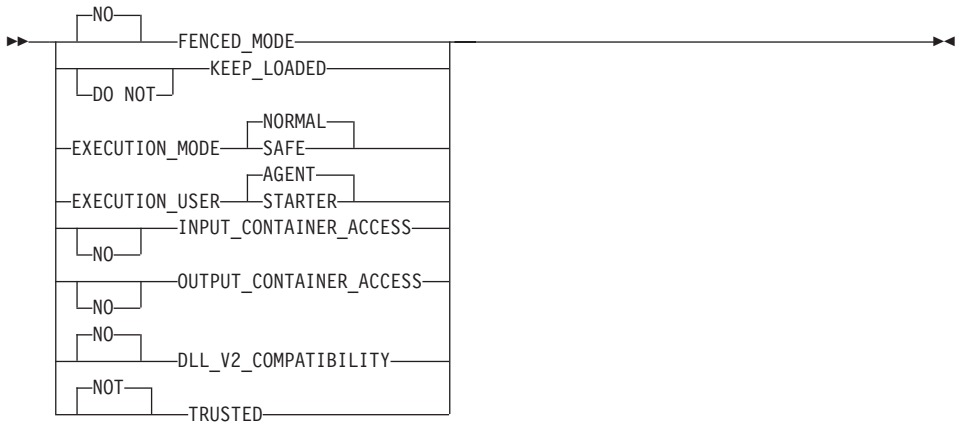 NO
FENCED_MODE
KEEP_LOADED
DO NOT
NORMAL
EXECUTION_MODE SAFE
AGENT
EXECUTION_USER STARTER
INPUT_CONTAINER_ACCESS
NO
OUTPUT_CONTAINER_ACCESS
NO
NO
DLL_V2_COMPATIBILITY
NOT
TRUSTED